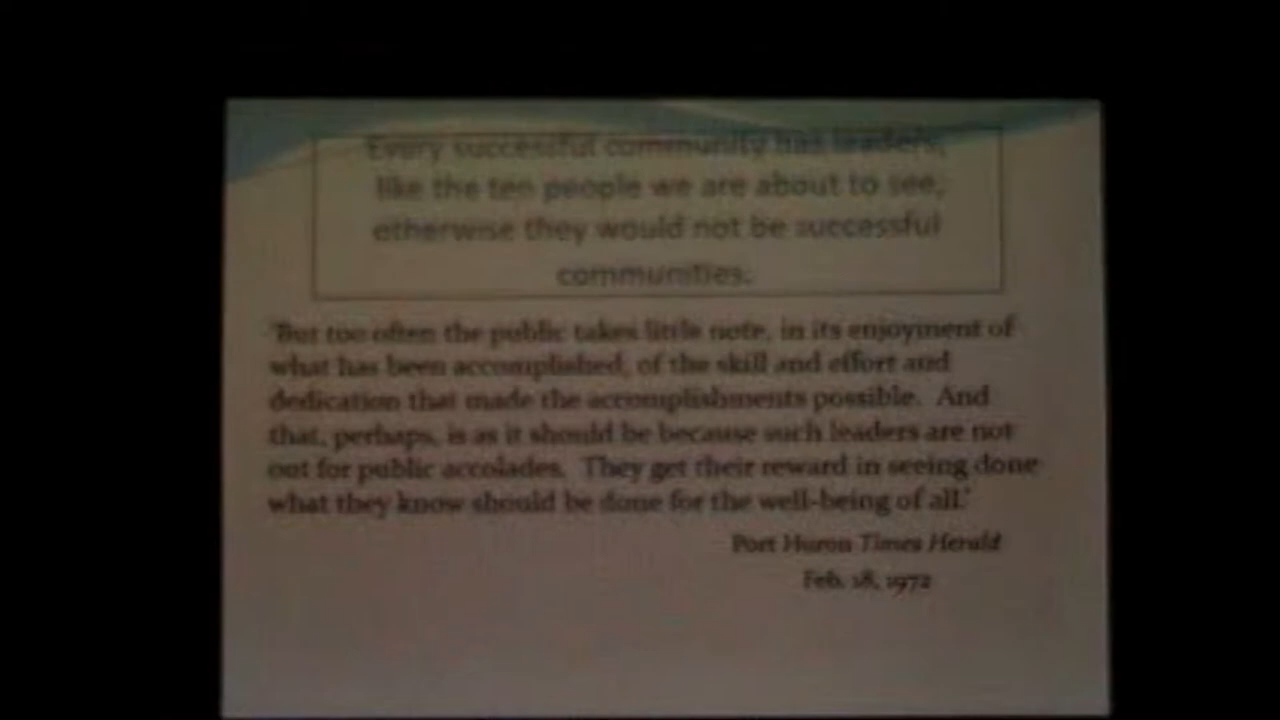 Every successful community has leaders,
like the ten people we are about to see,
otherwise they would not be successful
communities.
'But too often the public takes little note, in its enjoyment of
what has been accomplished, of the skill and effort and
dedication that made the accomplishments possible. And
that, perhaps, is as it should be because such leaders are not
out for public accolades. They get their reward in seeing done
what they know should be done for the well-being of all.'
Port Huron Times Herald
Feb. 18, 1972